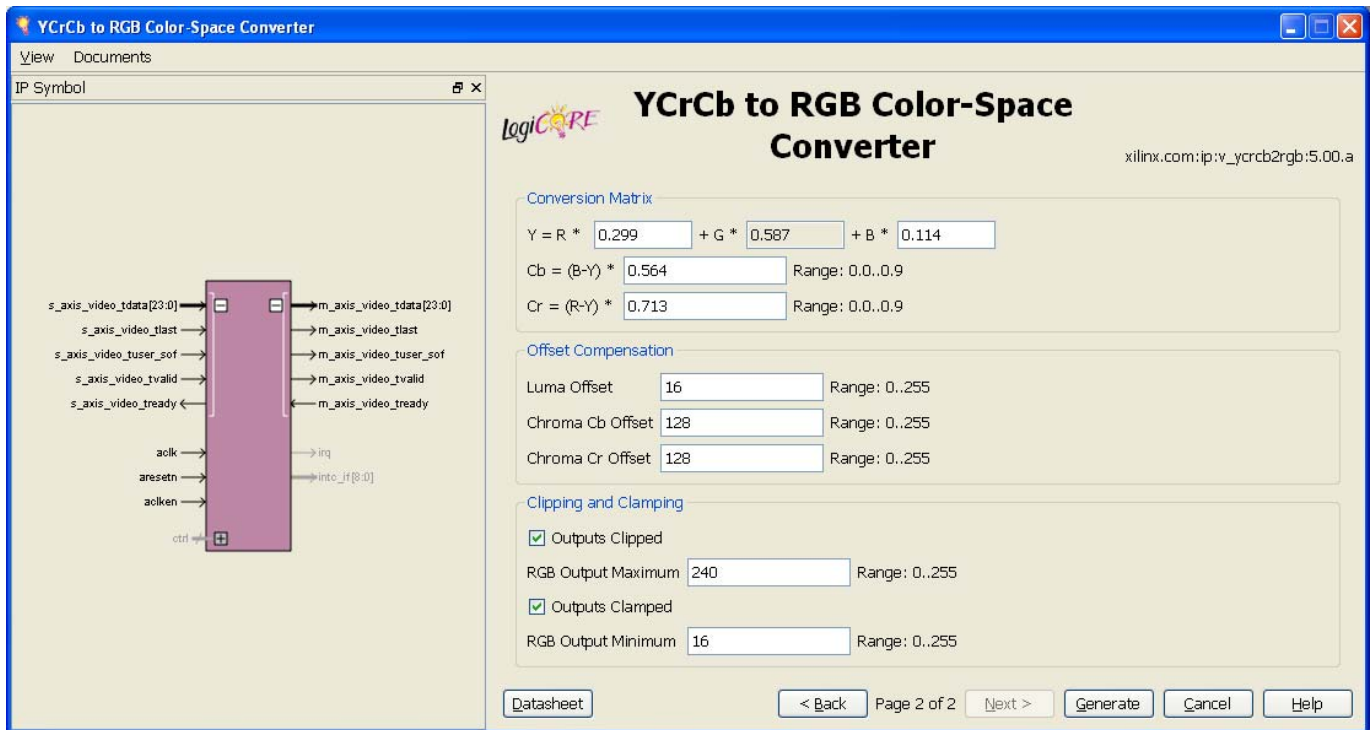 YCrCb to RGB Color-Space Converter
View Documents
IP Symbol
s_axis_video_tdata[23:0]
s_axis_video_tlast
s_axis_video_tuser_sof
s_axis_video_tvalid
s_axis_video_tready
aclk
aresetn
aclken
ctrl
m_axis_video_tdata[23:0]
m_axis_video_tlast
m_axis_video_tuser_sof
m_axis_video_tvalid
m_axis_video_tready
irq
intc_if[8:0]
logiCORE
YCrCb to RGB Color-Space
Converter
xilinx.com:ip:v_ycrcb2rgb:5.00.a
Conversion Matrix
Y = R * 0.299 + G * 0.587 + B * 0.114
Cb = (B-Y) * 0.564 Range: 0.0..0.9
Cr = (R-Y) * 0.713 Range: 0.0..0.9
Offset Compensation
Luma Offset 16 Range: 0..255
Chroma Cb Offset 128 Range: 0..255
Chroma Cr Offset 128 Range: 0..255
Clipping and Clamping
Outputs Clipped
RGB Output Maximum 240 Range: 0..255
Outputs Clamped
RGB Output Minimum 16 Range: 0..255
Datasheet < Back Page 2 of 2 Next > Generate Cancel Help